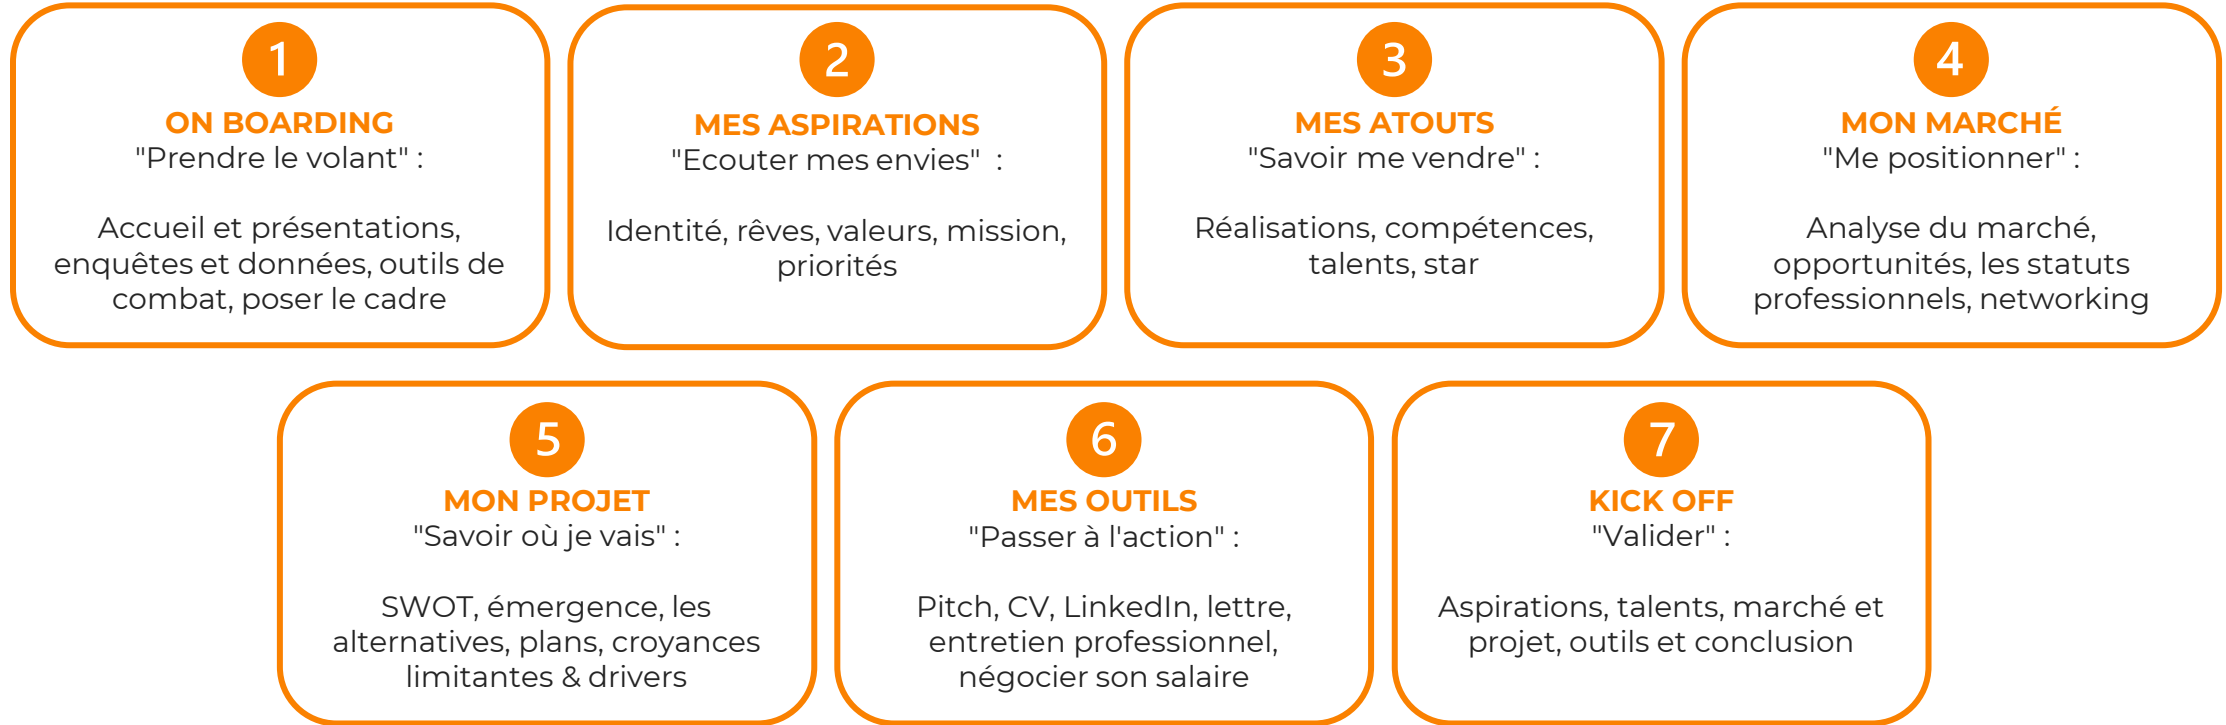 1
ON BOARDING
"Prendre le volant" :
Accueil et présentations,
enquêtes et données, outils de
combat, poser le cadre
2
MES ASPIRATIONS
"Ecouter mes envies"  :
Identité, rêves, valeurs, mission,
priorités
3
MES ATOUTS
"Savoir me vendre" :
Réalisations, compétences,
talents, star
4
MON MARCHÉ
"Me positionner" :
Analyse du marché,
opportunités, les statuts
professionnels, networking
5
MON PROJET
"Savoir où je vais" :
SWOT, émergence, les
alternatives, plans, croyances
limitantes & drivers
6
MES OUTILS
"Passer à l'action" :
Pitch, CV, LinkedIn, lettre,
entretien professionnel,
négocier son salaire
7
KICK OFF
"Valider" :
Aspirations, talents, marché et
projet, outils et conclusion